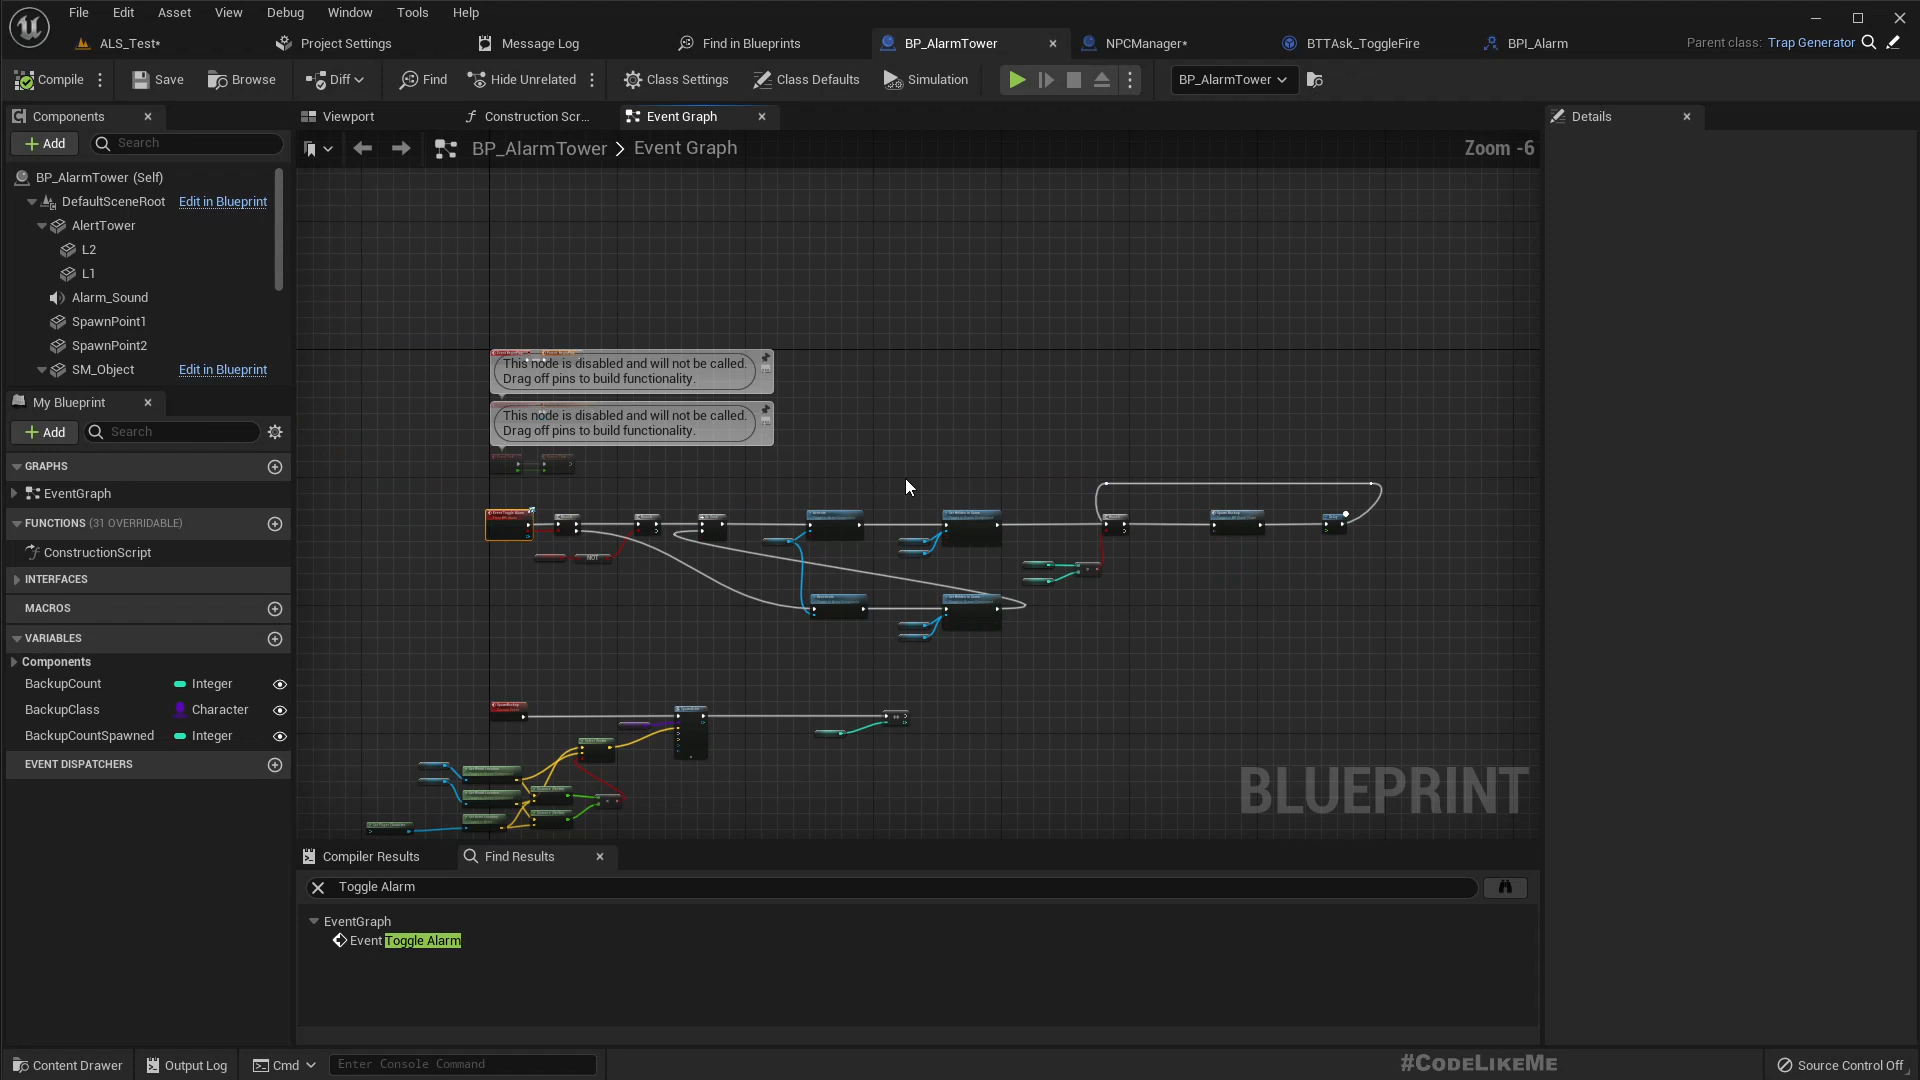 File Edit Asset View Debug Window Tools Help
ALS_Test* Project Settings Message Log Find in Blueprints BP_AlarmTower NPCManager* BTTAsk_ToggleFire BPI_Alarm Parent class: Trap Generator
Compile Save Browse Diff Find Hide Unrelated Class Settings Class Defaults Simulation BP_AlarmTower
Components Viewport Construction Scr... Event Graph Details
Add Search
BP_AlarmTower > Event Graph Zoom -6
BP_AlarmTower (Self)
DefaultSceneRoot Edit in Blueprint
AlertTower
L2
L1
Alarm_Sound
SpawnPoint1
SpawnPoint2
SM_Object Edit in Blueprint
This node is disabled and will not be called.
Drag off pins to build functionality.
This node is disabled and will not be called.
Drag off pins to build functionality.
My Blueprint
Add Search
GRAPHS
EventGraph
FUNCTIONS (31 OVERRIDABLE)
ConstructionScript
INTERFACES
MACROS
VARIABLES
Components
BackupCount Integer
BackupClass Character
BackupCountSpawned Integer
EVENT DISPATCHERS
NOT
BLUEPRINT
Compiler Results Find Results
Toggle Alarm
EventGraph
Event Toggle Alarm
Content Drawer Output Log Cmd Enter Console Command #CODELIKEME Source Control Off